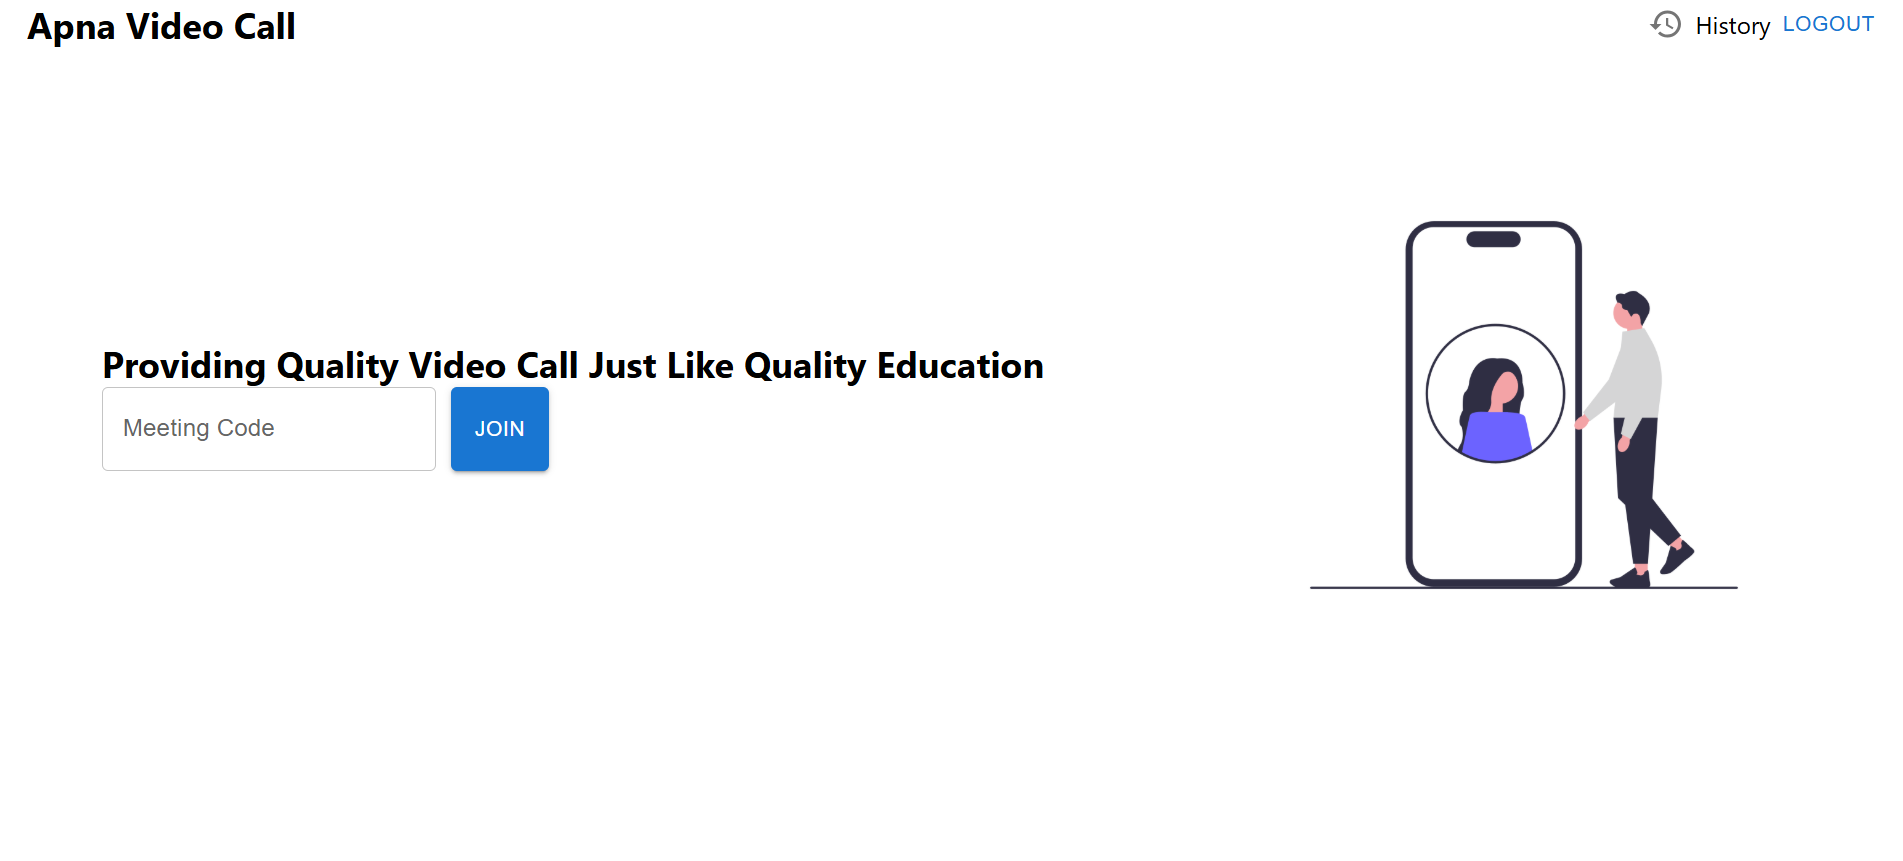 Apna Video Call
History LOGOUT
Providing Quality Video Call Just Like Quality Education
Meeting Code
JOIN